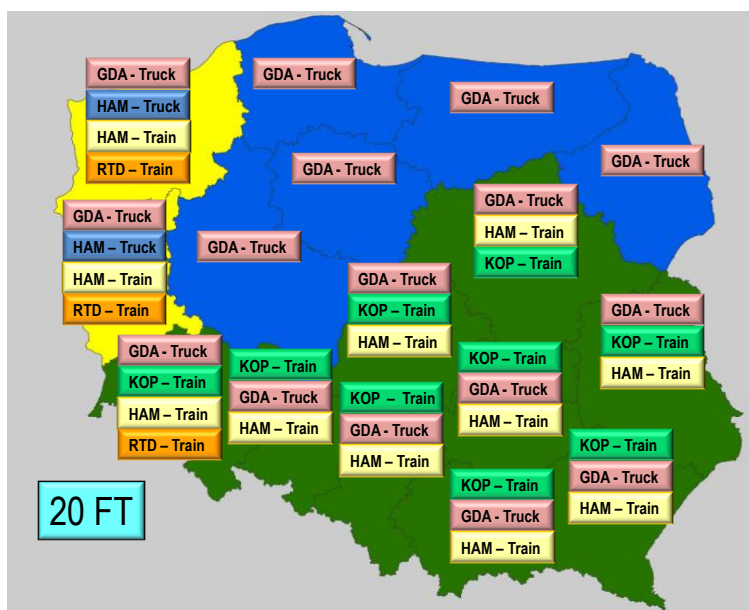 GDA - Truck
HAM – Truck
HAM – Train
RTD – Train
GDA - Truck
GDA - Truck
GDA - Truck
GDA - Truck
GDA - Truck
HAM – Train
KOP – Train
GDA - Truck
HAM – Truck
HAM – Train
RTD – Train
GDA - Truck
GDA - Truck
KOP – Train
HAM – Train
GDA - Truck
KOP – Train
HAM – Train
GDA - Truck
KOP – Train
HAM – Train
RTD – Train
KOP – Train
GDA - Truck
HAM – Train
KOP – Train
GDA - Truck
HAM – Train
KOP – Train
GDA - Truck
HAM – Train
KOP – Train
GDA - Truck
HAM – Train
KOP – Train
GDA - Truck
HAM – Train
20 FT